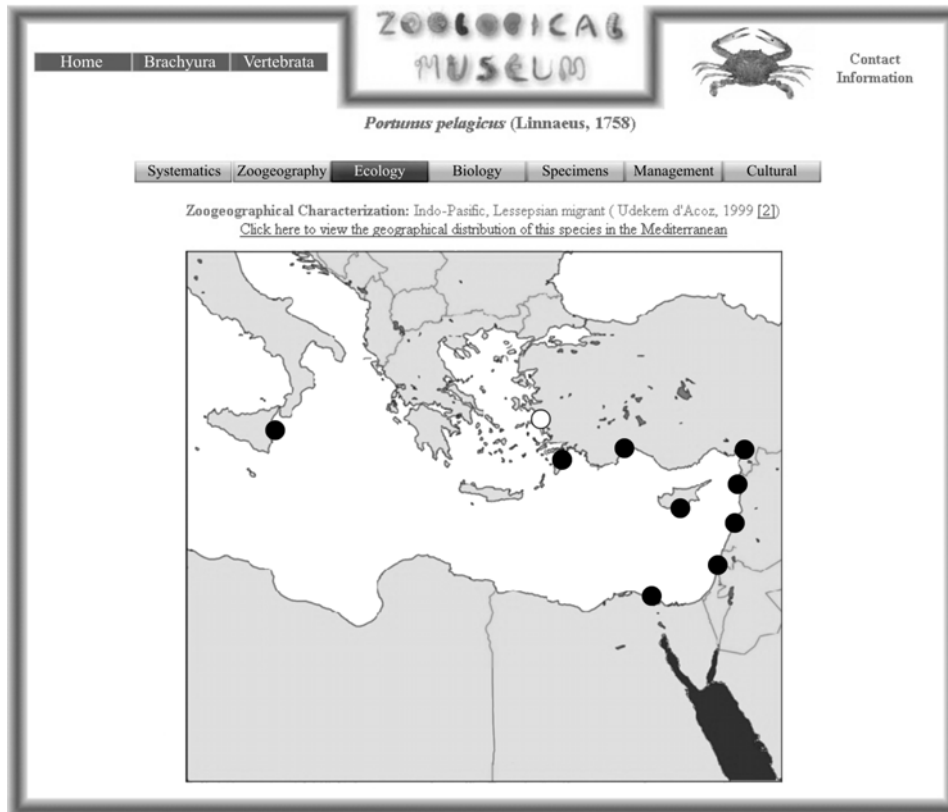 ZOOLOGICAL
MUSEUM
Home Brachyura Vertebrata
Contact
Information
Portunus pelagicus (Linnaeus, 1758)
Systematics Zoogeography Ecology Biology Specimens Management Cultural
Zoogeographical Characterization: Indo-Pasific, Lessepsian migrant ( Udekem d'Acoz, 1999 [2])
Click here to view the geographical distribution of this species in the Mediterranean